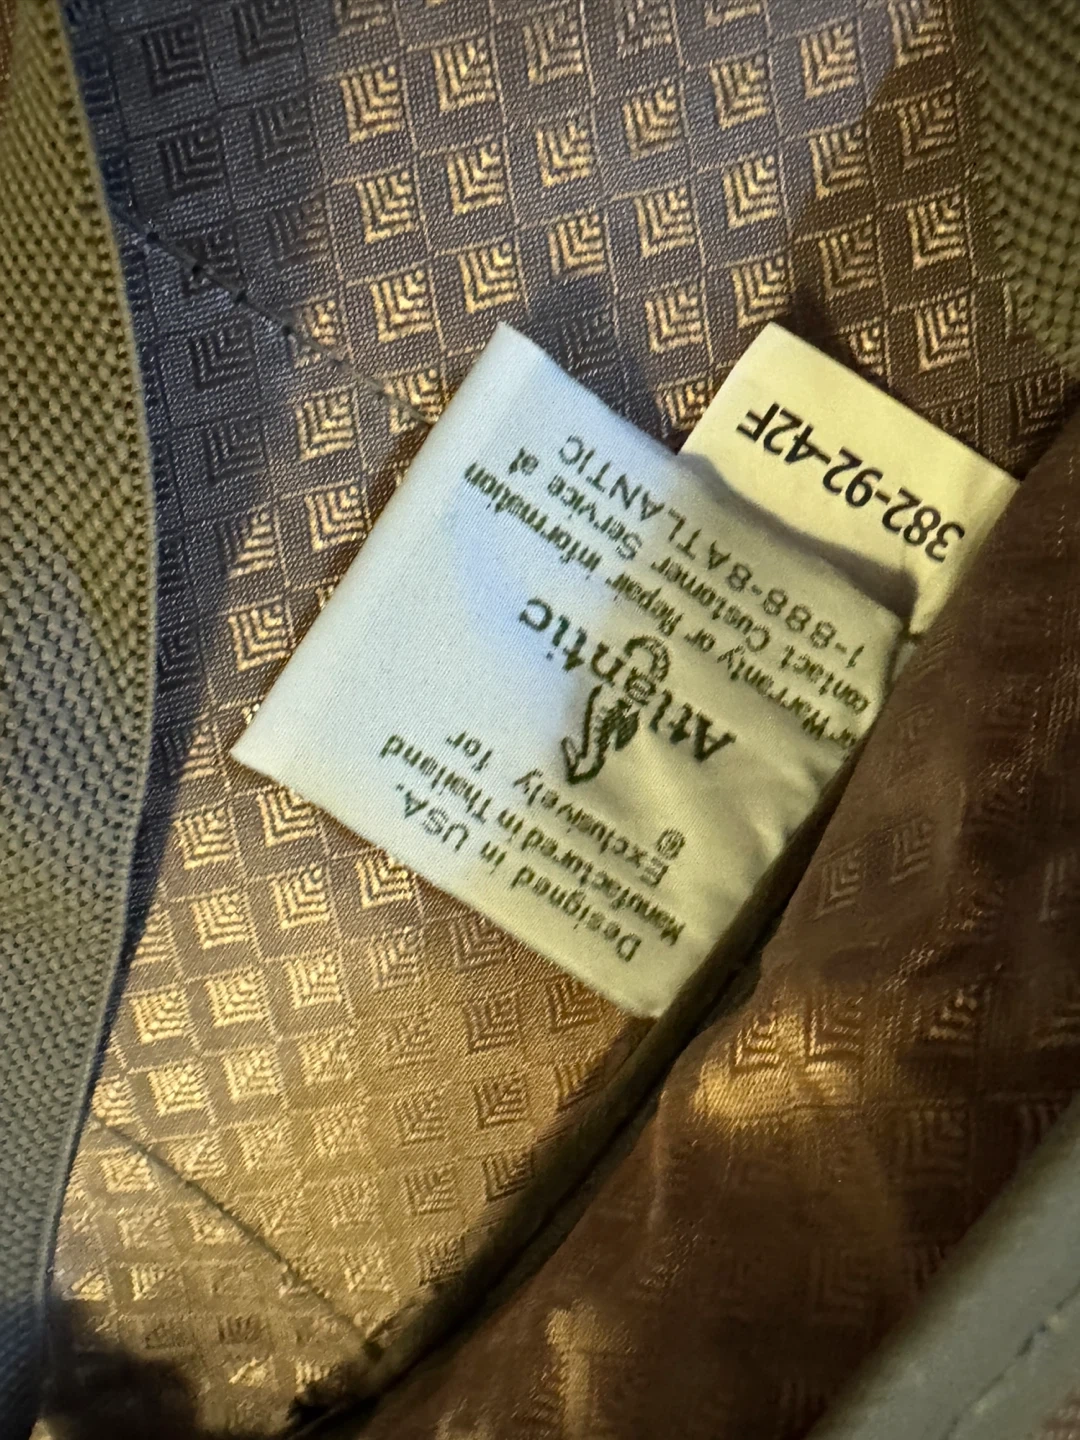 Designed in USA.
Manufactured in Thailand
Exclusively for
®
Atlantic
For Warranty or Repair information
contact Customer Service at
1-888-8ATLANTIC
382-92-42F